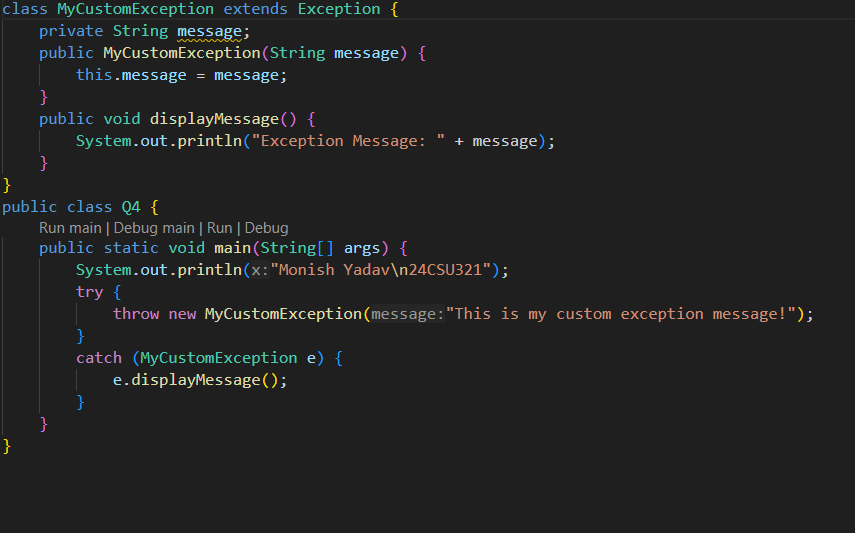 class MyCustomException extends Exception {
    private String message;
    public MyCustomException(String message) {
        this.message = message;
    }
    public void displayMessage() {
        System.out.println("Exception Message: " + message);
    }
}
public class Q4 {
    Run main | Debug main | Run | Debug
    public static void main(String[] args) {
        System.out.println(x:"Monish Yadav\n24CSU321");
        try {
            throw new MyCustomException(message:"This is my custom exception message!");
        }
        catch (MyCustomException e) {
            e.displayMessage();
        }
    }
}